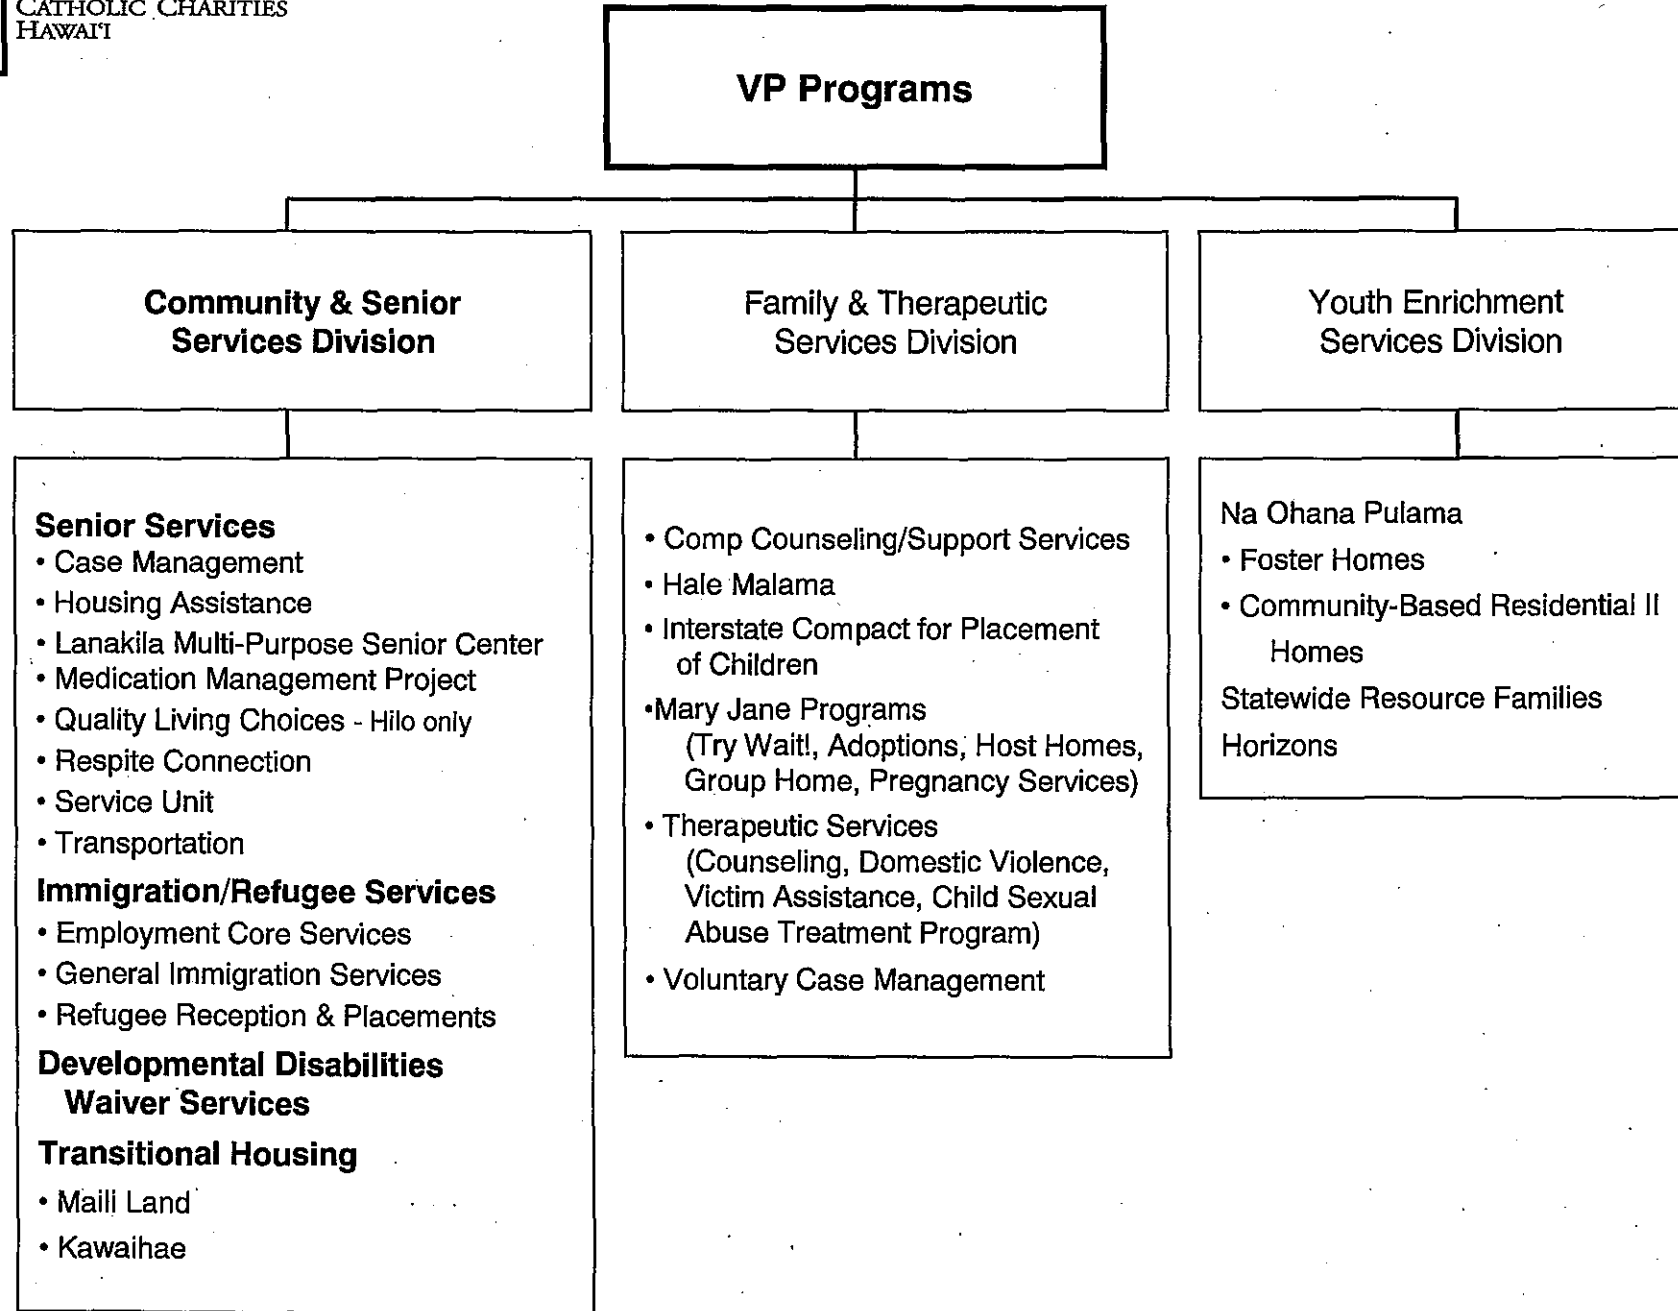 CATHOLIC CHARITIES
HAWAI'I
VP Programs
Community & Senior
Services Division
Senior Services
• Case Management
• Housing Assistance
• Lanakila Multi-Purpose Senior Center
• Medication Management Project
• Quality Living Choices - Hilo only
• Respite Connection
• Service Unit
• Transportation
Immigration/Refugee Services
• Employment Core Services
• General Immigration Services
• Refugee Reception & Placements
Developmental Disabilities
Waiver Services
Transitional Housing
• Maili Land
• Kawaihae
Family & Therapeutic
Services Division
• Comp Counseling/Support Services
• Hale Malama
• Interstate Compact for Placement
of Children
•Mary Jane Programs
(Try Wait!, Adoptions, Host Homes,
Group Home, Pregnancy Services)
• Therapeutic Services
(Counseling, Domestic Violence,
Victim Assistance, Child Sexual
Abuse Treatment Program)
• Voluntary Case Management
Youth Enrichment
Services Division
Na Ohana Pulama
• Foster Homes
• Community-Based Residential II
Homes
Statewide Resource Families
Horizons